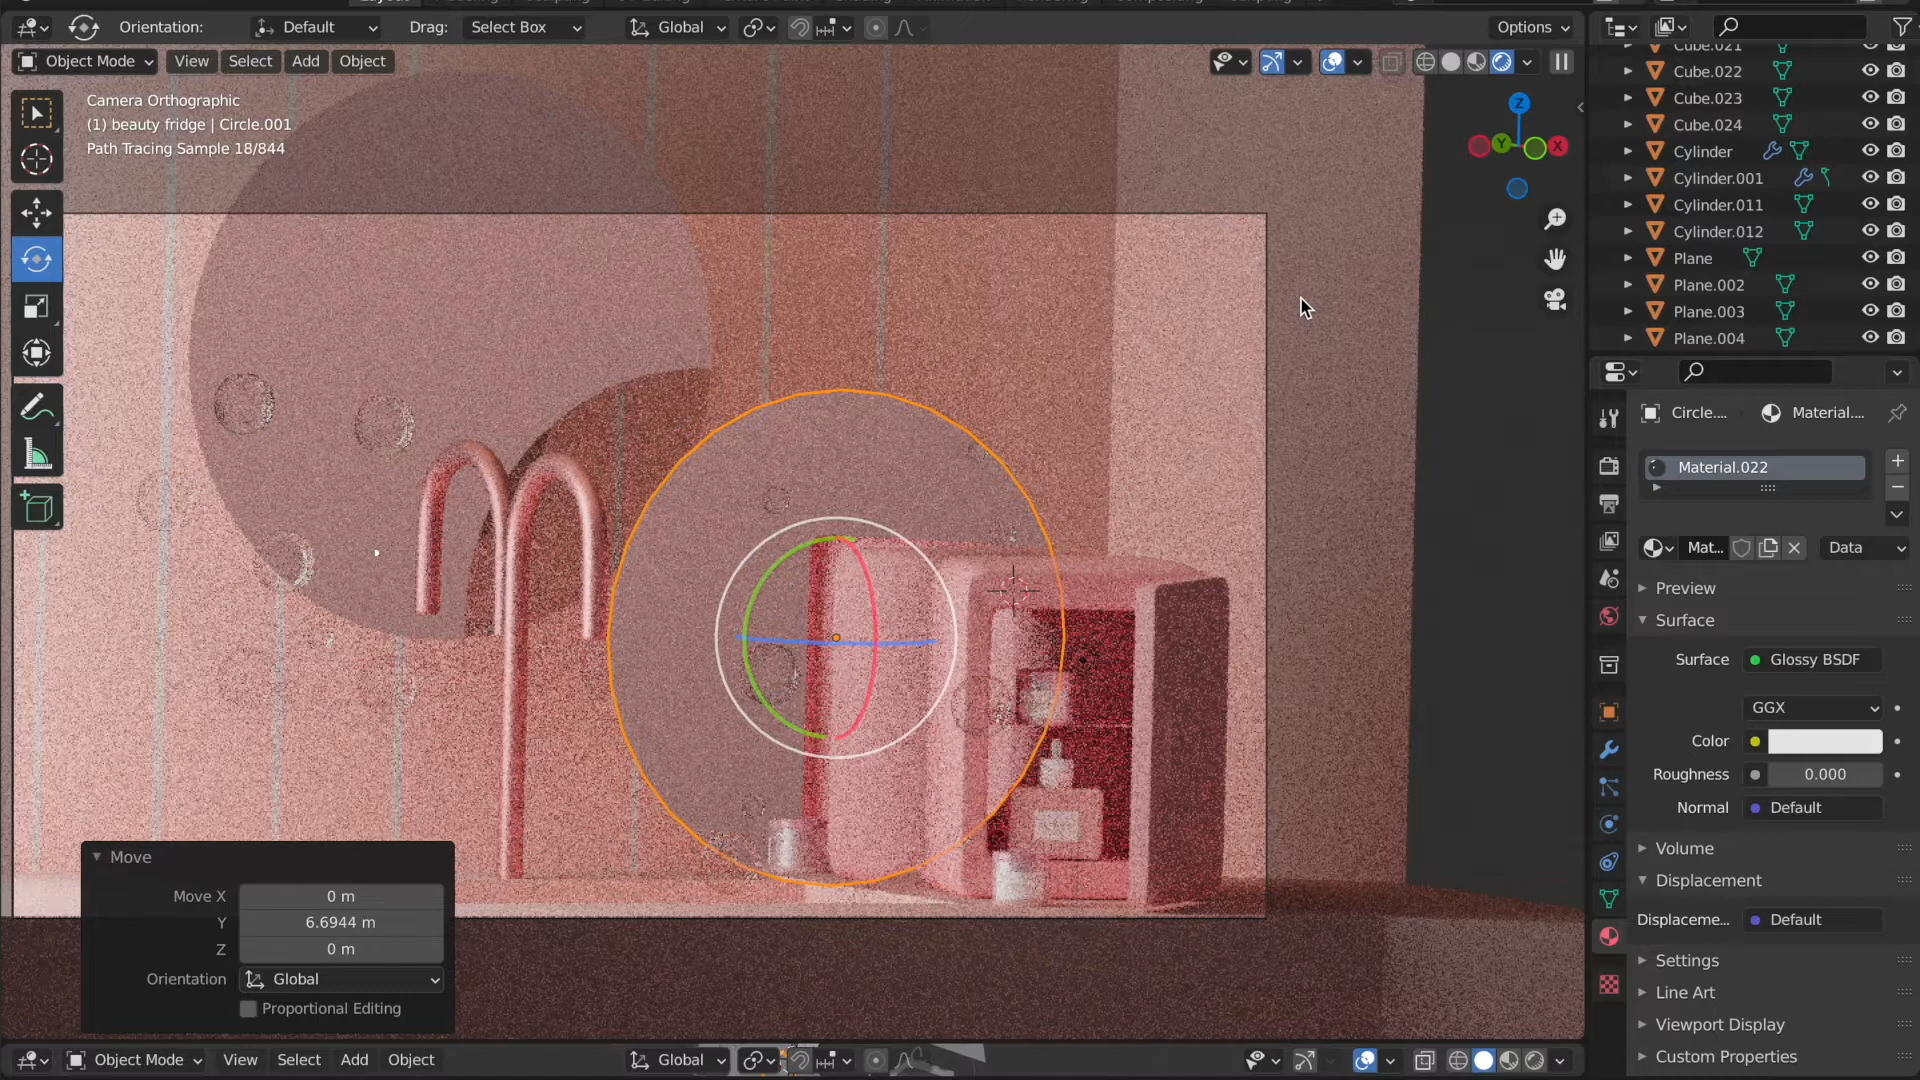 Orientation: Default Drag: Select Box Global Options
Object Mode View Select Add Object
Camera Orthographic
(1) beauty fridge | Circle.001
Path Tracing Sample 18/844
Z
Y X
Cube.021
Cube.022
Cube.023
Cube.024
Cylinder
Cylinder.001
Cylinder.011
Cylinder.012
Plane
Plane.002
Plane.003
Plane.004
Circle.... Material....
Material.022
Mat... Data
Preview
Surface
Surface Glossy BSDF
GGX
Color
Roughness 0.000
Normal Default
Volume
Displacement
Displaceme... Default
Settings
Line Art
Viewport Display
Custom Properties
Move
Move X 0 m
Y 6.6944 m
Z 0 m
Orientation Global
Proportional Editing
Object Mode View Select Add Object Global